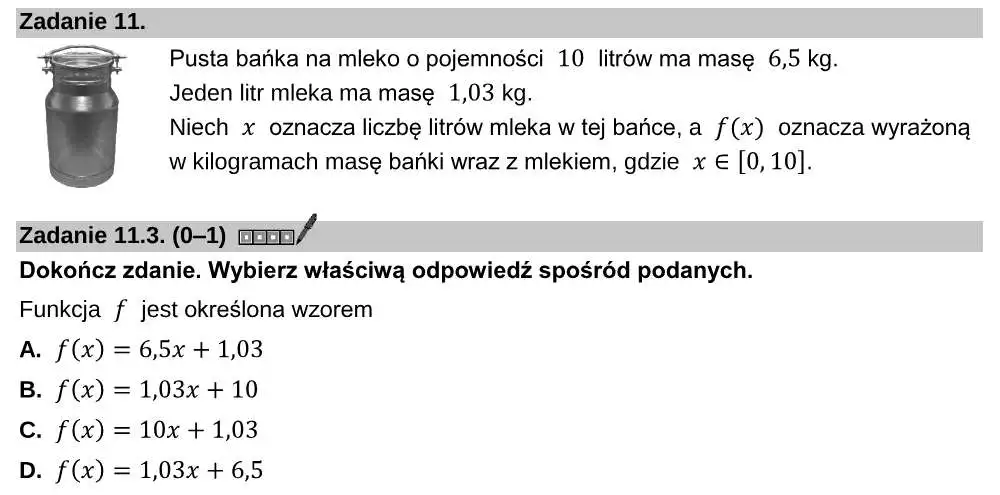 Zadanie 11.
Pusta bańka na mleko o pojemności 10 litrów ma masę 6,5 kg.
Jeden litr mleka ma masę 1,03 kg.
Niech x oznacza liczbę litrów mleka w tej bańce, a f(x) oznacza wyrażoną
w kilogramach masę bańki wraz z mlekiem, gdzie x ∈ [0, 10].
Zadanie 11.3. (0–1)
Dokończ zdanie. Wybierz właściwą odpowiedź spośród podanych.
Funkcja f jest określona wzorem
A. f(x) = 6,5x + 1,03
B. f(x) = 1,03x + 10
C. f(x) = 10x + 1,03
D. f(x) = 1,03x + 6,5